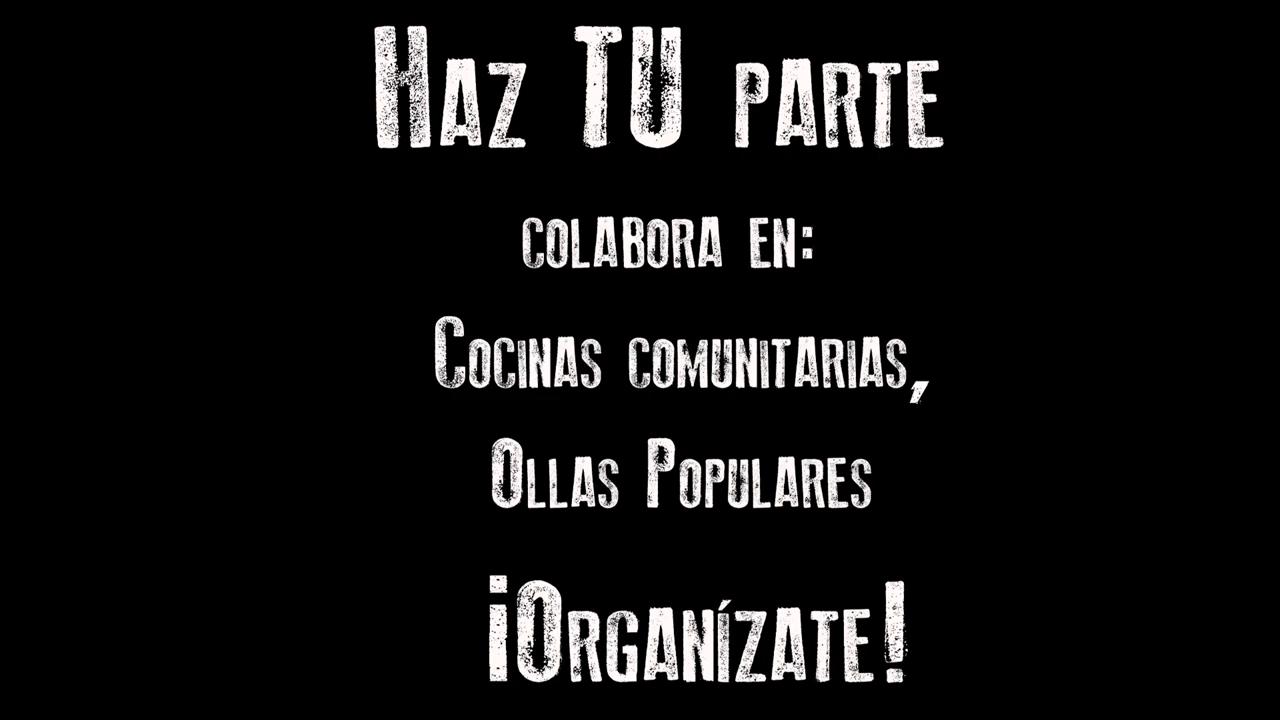 Haz TU parte
colabora en:
Cocinas comunitarias,
Ollas Populares
¡Organízate!